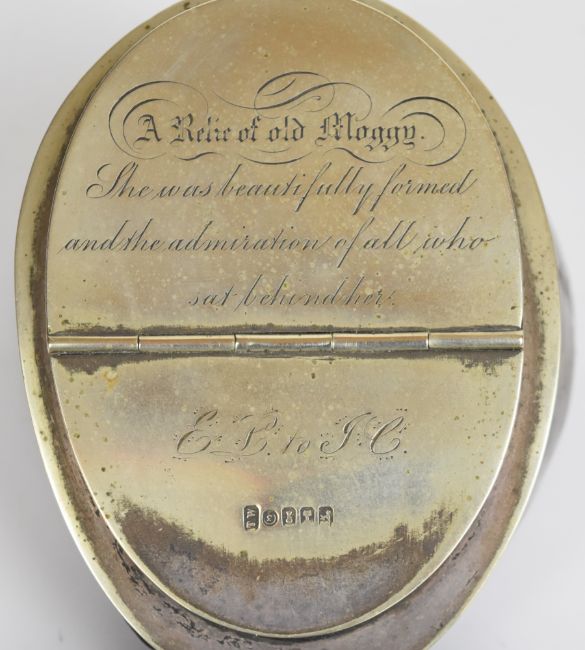 A Relic of old Moggy.
She was beautifully formed
and the admiration of all who
sat behind her.
E. P. to J. C.